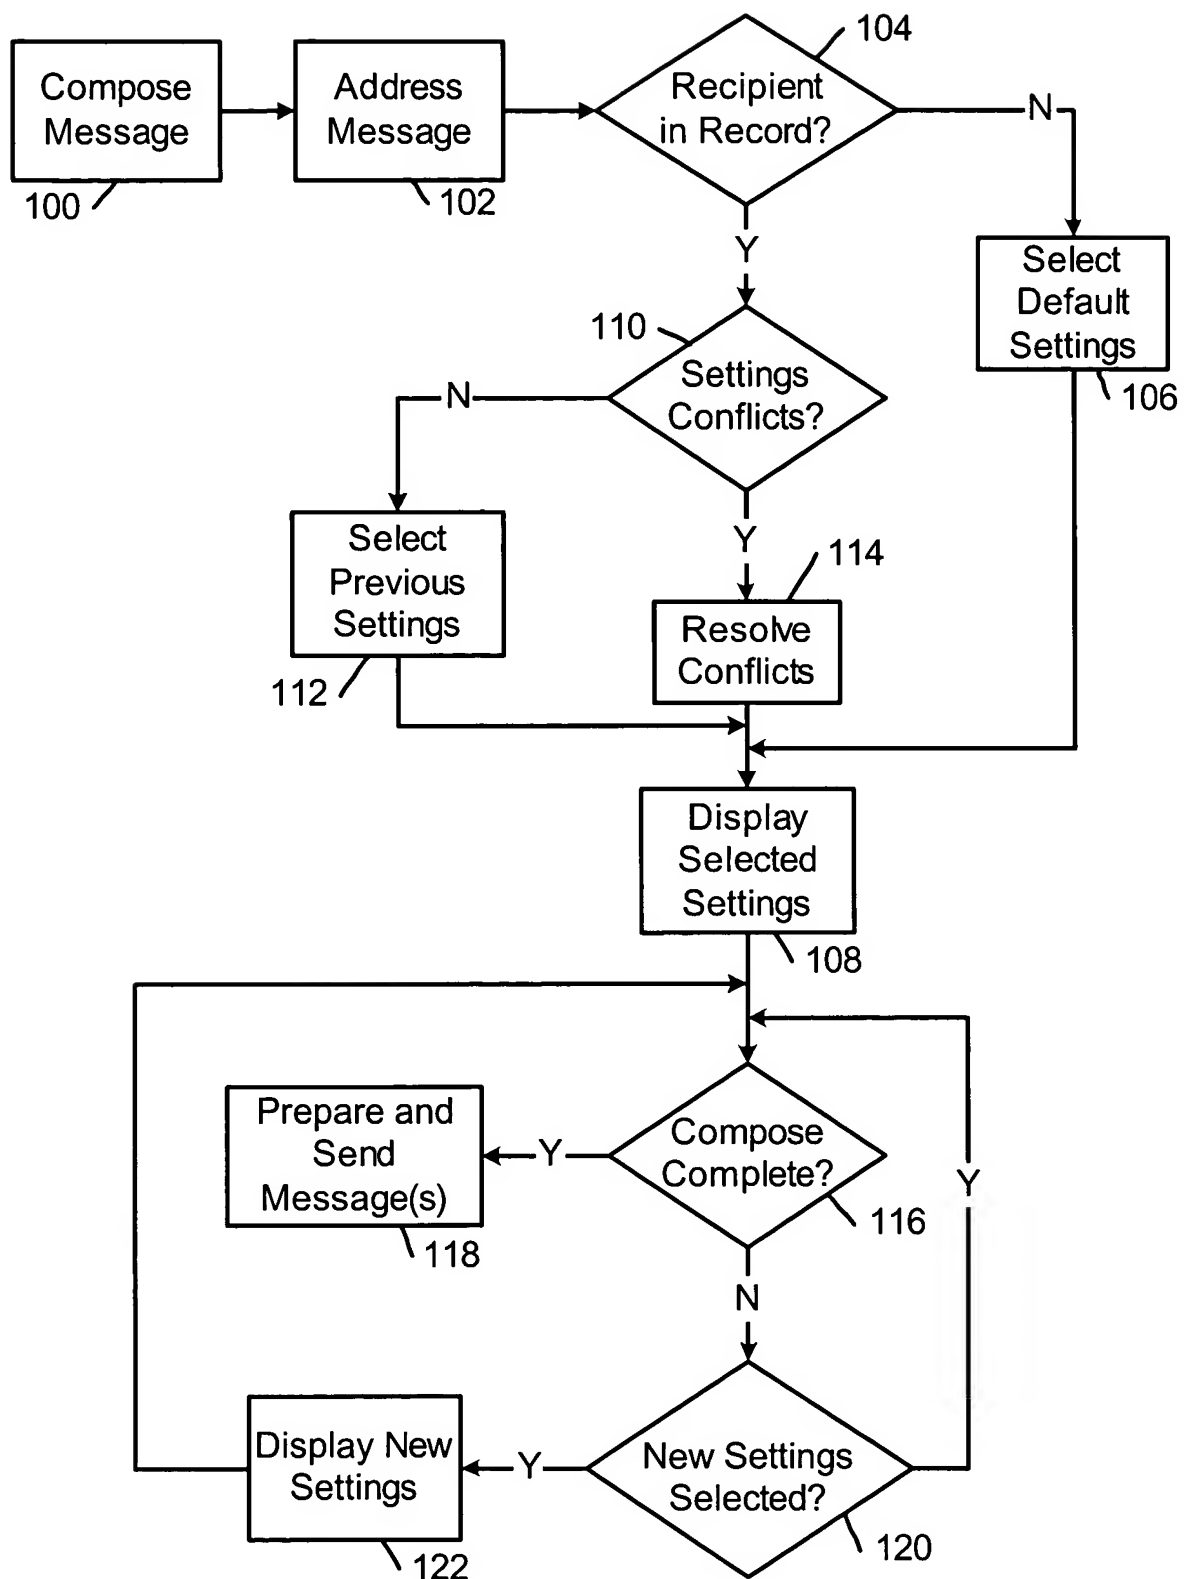 Compose
Message
100
Address
Message
102
Recipient
in Record?
104
N
Y
Select
Default
Settings
106
110
Settings
Conflicts?
N
Y
Select
Previous
Settings
112
114
Resolve
Conflicts
Display
Selected
Settings
108
Compose
Complete?
116
Y
Prepare and
Send
Message(s)
118
N
Y
New Settings
Selected?
120
Y
Display New
Settings
122